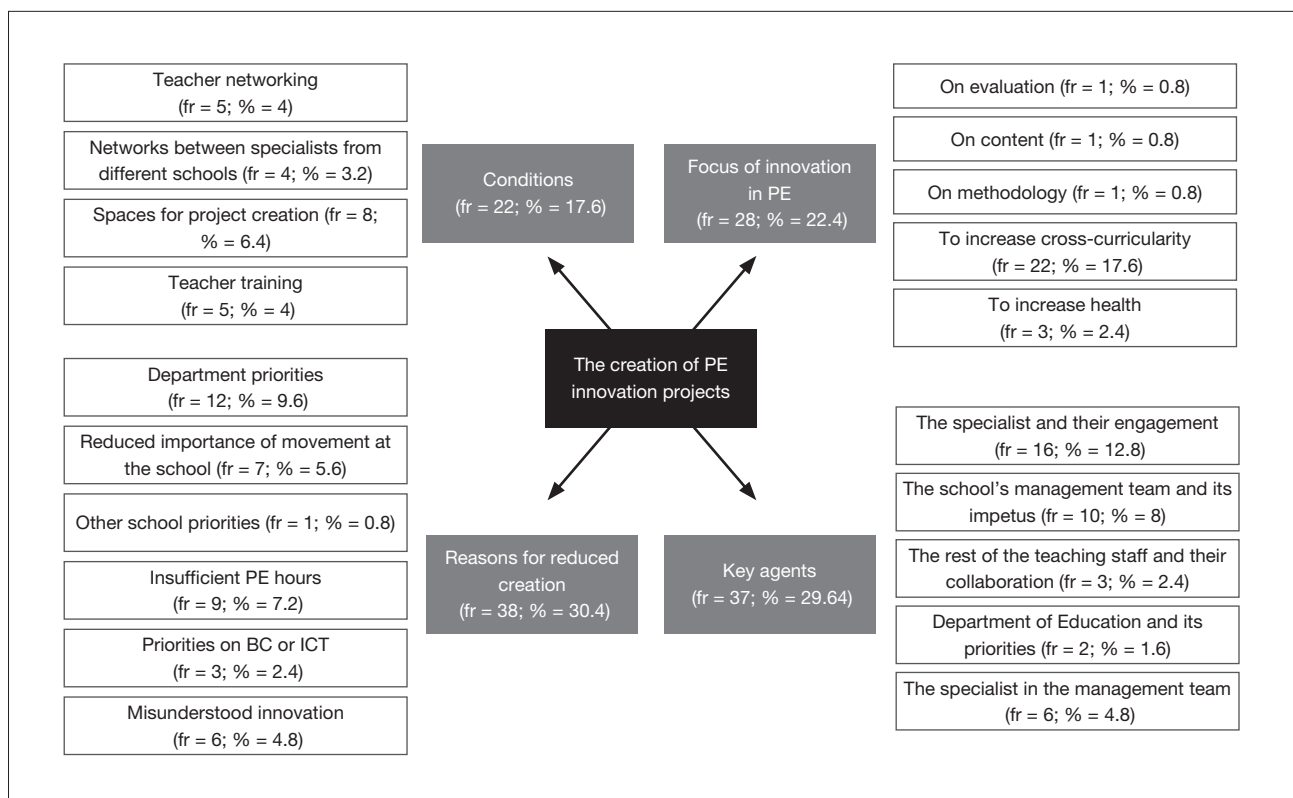 Teacher networking
(fr = 5; % = 4)
Networks between specialists from
different schools (fr = 4; % = 3.2)
Spaces for project creation (fr = 8;
% = 6.4)
Teacher training
(fr = 5; % = 4)
Conditions
(fr = 22; % = 17.6)
Focus of innovation
in PE
(fr = 28; % = 22.4)
On evaluation (fr = 1; % = 0.8)
On content (fr = 1; % = 0.8)
On methodology (fr = 1; % = 0.8)
To increase cross-curricularity
(fr = 22; % = 17.6)
To increase health
(fr = 3; % = 2.4)
The creation of PE
innovation projects
Department priorities
(fr = 12; % = 9.6)
Reduced importance of movement at
the school (fr = 7; % = 5.6)
Other school priorities (fr = 1; % = 0.8)
Insufficient PE hours
(fr = 9; % = 7.2)
Priorities on BC or ICT
(fr = 3; % = 2.4)
Misunderstood innovation
(fr = 6; % = 4.8)
Reasons for reduced
creation
(fr = 38; % = 30.4)
Key agents
(fr = 37; % = 29.64)
The specialist and their engagement
(fr = 16; % = 12.8)
The school’s management team and its
impetus (fr = 10; % = 8)
The rest of the teaching staff and their
collaboration (fr = 3; % = 2.4)
Department of Education and its
priorities (fr = 2; % = 1.6)
The specialist in the management team
(fr = 6; % = 4.8)